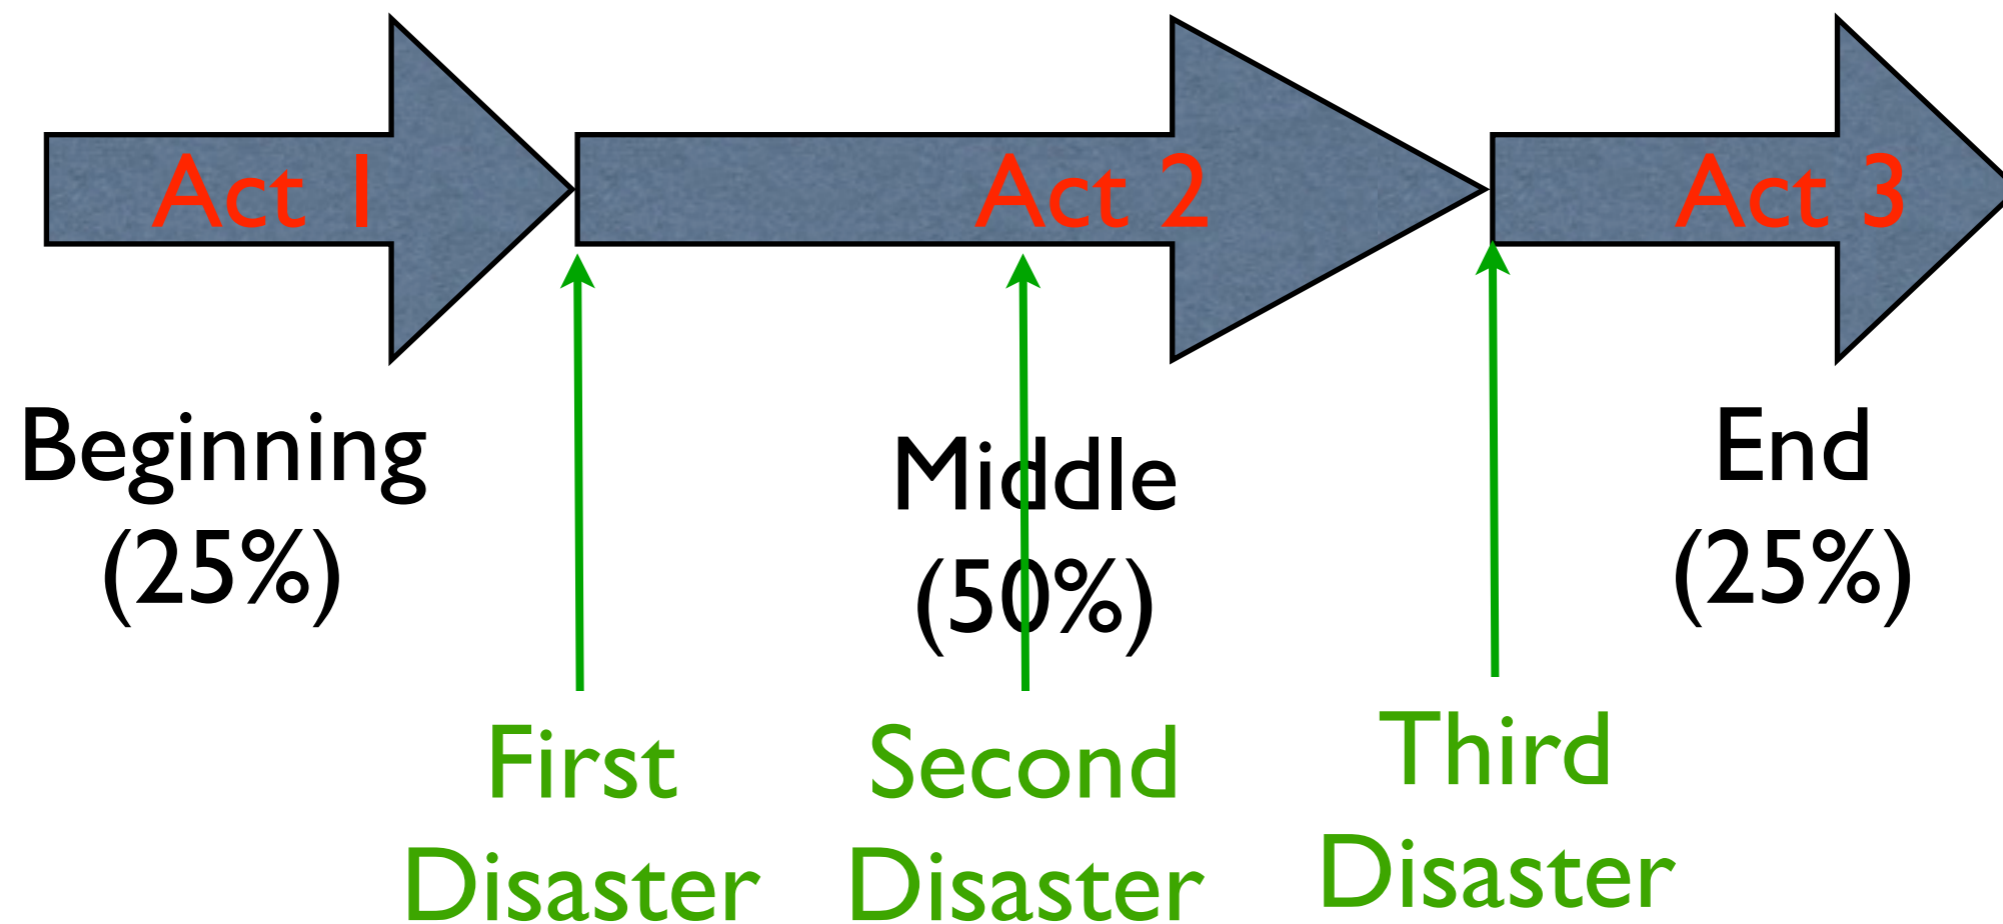 Act 1
Act 2
Act 3
Beginning
(25%)
Middle
(50%)
End
(25%)
First
Disaster
Second
Disaster
Third
Disaster